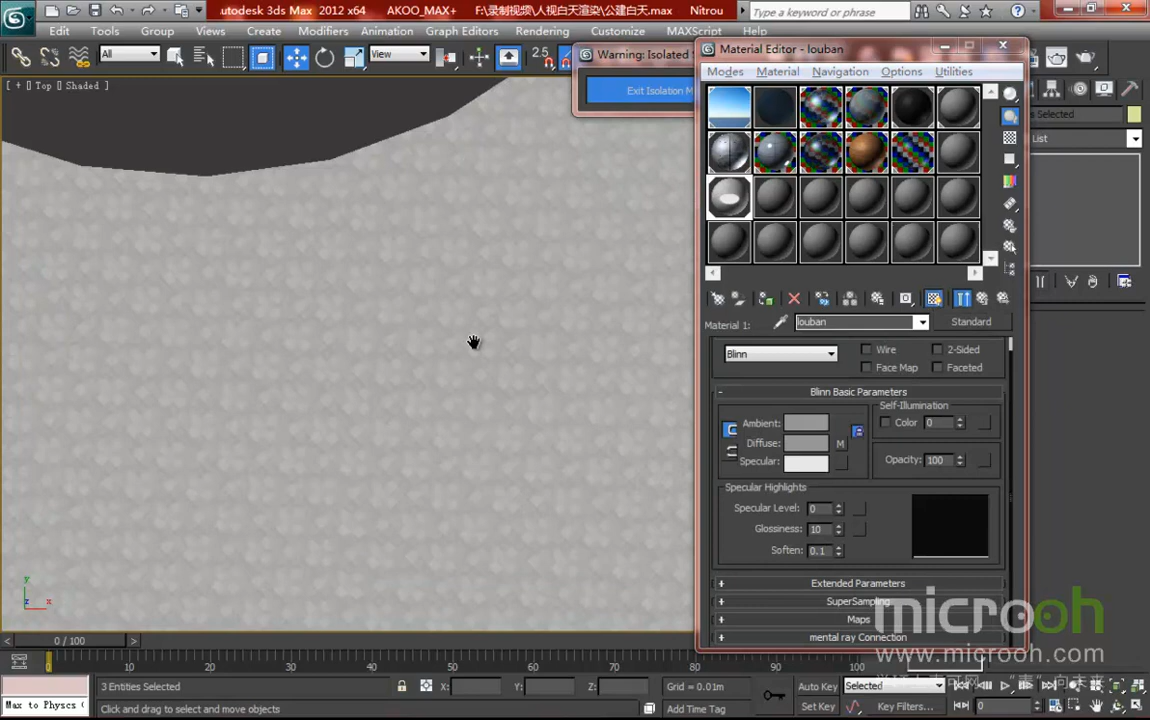 utodesk 3ds Max 2012 x64 AKOO_MAX+ F:\录制视频\人视白天渲染\公建白天.max Nitrou
Type a keyword or phrase
Edit Tools Group Views Create Modifiers Animation Graph Editors Rendering Customize MAXScript Help
All View 2.5
Warning: Isolated S
Exit Isolation M
[ + ] [ Top ] [ Shaded ]
Material Editor - louban
Modes Material Navigation Options Utilities
Selected
List
Material 1: louban Standard
Blinn Wire 2-Sided
Face Map Faceted
Blinn Basic Parameters
Self-Illumination
Ambient: Color 0
Diffuse: M
Specular: Opacity: 100
Specular Highlights
Specular Level: 0
Glossiness: 10
Soften: 0.1
Extended Parameters
SuperSampling
Maps
mental ray Connection
microoh
www.microoh.com
y
z x
0 / 100
0 10 20 30 40 50 60 70 80 90 100
3 Entities Selected X: Y: Z: Grid = 0.01m Auto Key Selected
Max to Physcs ( Click and drag to select and move objects Add Time Tag Set Key Key Filters... 0